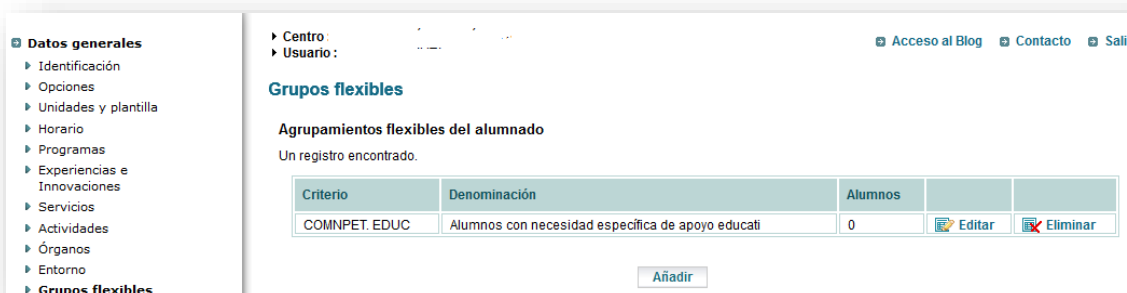 Datos generales
Identificación
Opciones
Unidades y plantilla
Horario
Programas
Experiencias e
Innovaciones
Servicios
Actividades
Órganos
Entorno
Grupos flexibles
Centro :
Usuario :
Acceso al Blog Contacto Sali
Grupos flexibles
Agrupamientos flexibles del alumnado
Un registro encontrado.
Criterio Denominación Alumnos
COMNPET. EDUC Alumnos con necesidad específica de apoyo educati 0 Editar Eliminar
Añadir